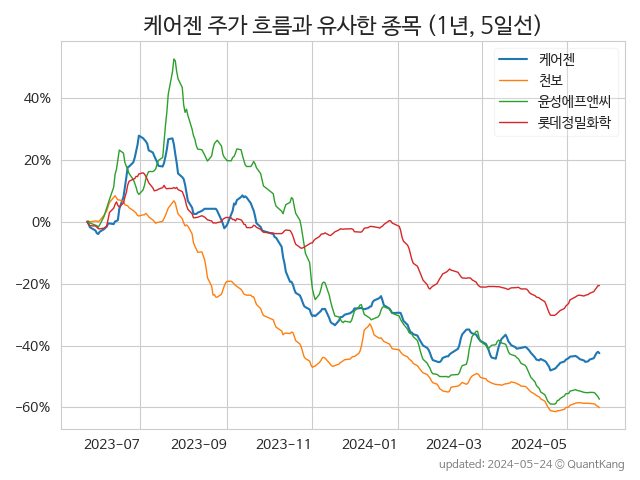 케어젠 주가 흐름과 유사한 종목 (1년, 5일선)
케어젠
천보
윤성에프앤씨
롯데정밀화학
40%
20%
0%
−20%
−40%
−60%
2023−07
2023−09
2023−11
2024−01
2024−03
2024−05
updated: 2024-05-24 © QuantKang